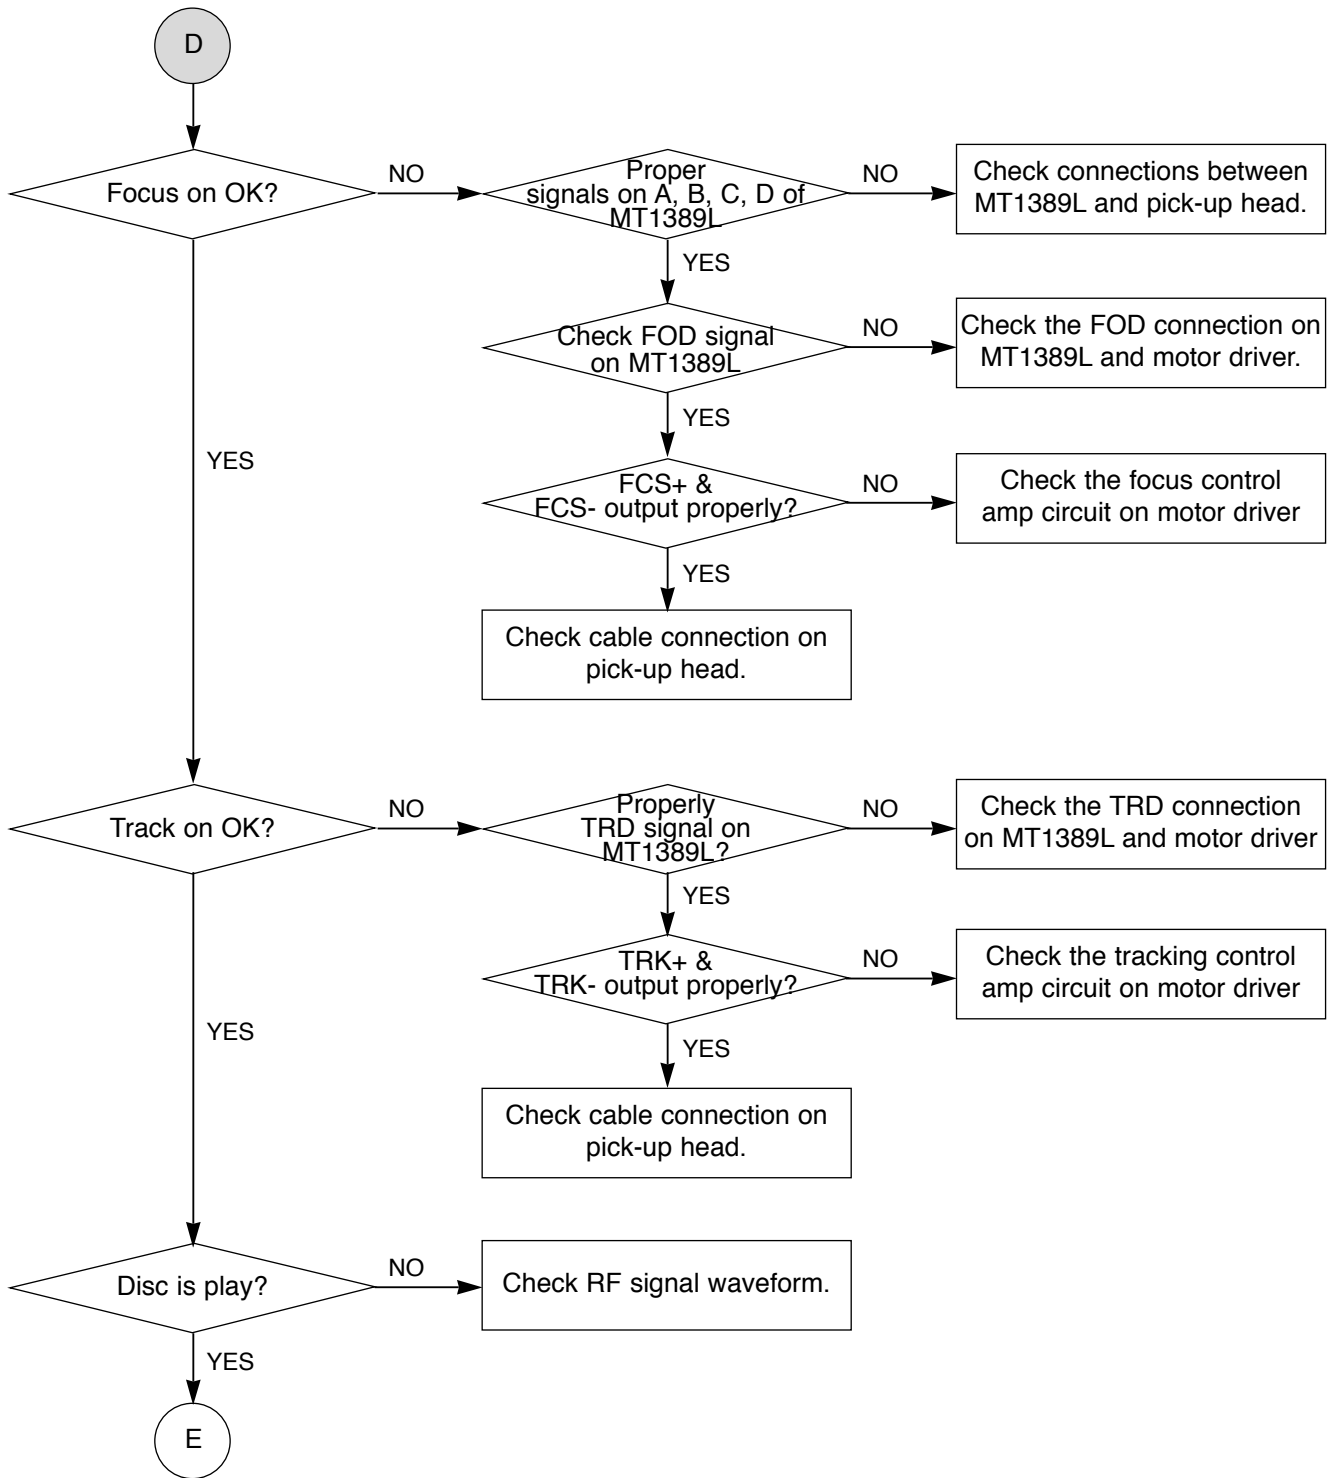 D
Focus on OK?
NO
Proper
signals on A, B, C, D of
MT1389L
NO
Check connections between
MT1389L and pick-up head.
YES
Check FOD signal
on MT1389L
NO
Check the FOD connection on
MT1389L and motor driver.
YES
YES
FCS+ &
FCS- output properly?
NO
Check the focus control
amp circuit on motor driver
YES
Check cable connection on
pick-up head.
Track on OK?
NO
Properly
TRD signal on
MT1389L?
NO
Check the TRD connection
on MT1389L and motor driver
YES
TRK+ &
TRK- output properly?
NO
Check the tracking control
amp circuit on motor driver
YES
YES
Check cable connection on
pick-up head.
Disc is play?
NO
Check RF signal waveform.
YES
E